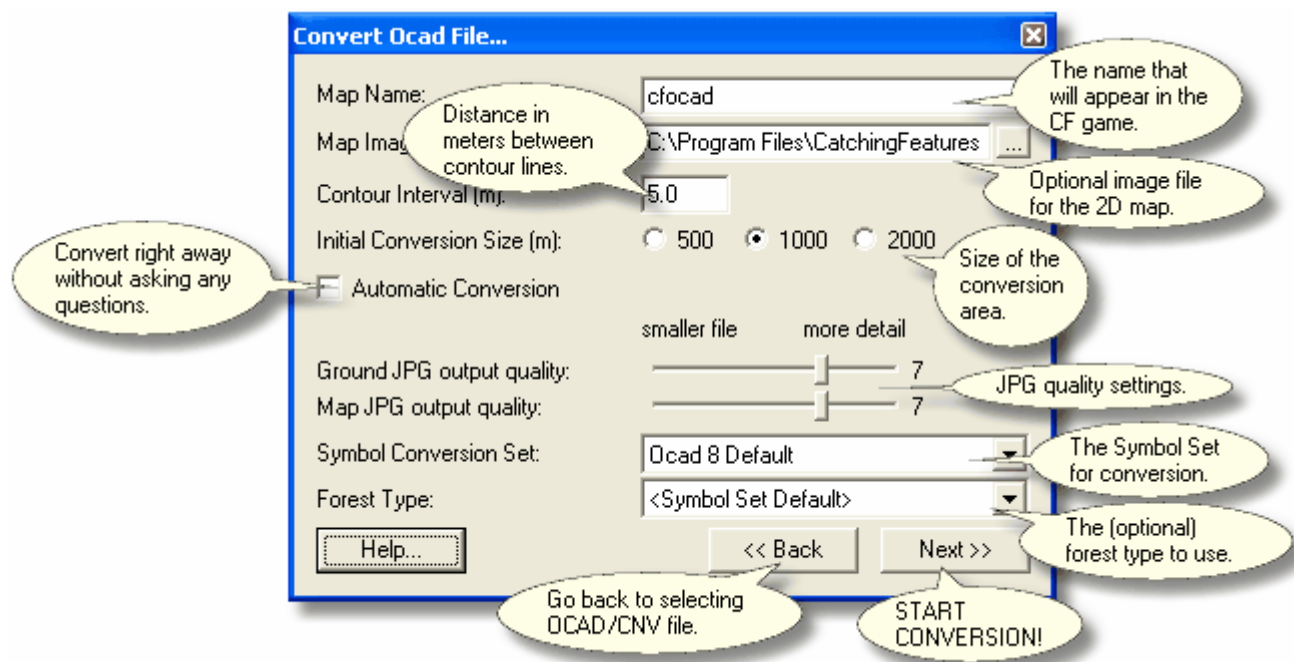 Convert Ocad File...
Map Name:
cfocad
The name that
will appear in the
CF game.
Distance in
meters between
contour lines.
Map Imag
C:\Program Files\CatchingFeatures
...
Optional image file
for the 2D map.
Contour Interval (m):
5.0
Initial Conversion Size (m):
500
1000
2000
Size of the
conversion
area.
Convert right away
without asking any
questions.
Automatic Conversion
smaller file
more detail
Ground JPG output quality:
7
JPG quality settings.
Map JPG output quality:
7
Symbol Conversion Set:
Ocad 8 Default
The Symbol Set
for conversion.
Forest Type:
<Symbol Set Default>
The (optional)
forest type to use.
Help...
<< Back
Next >>
Go back to selecting
OCAD/CNV file.
START
CONVERSION!